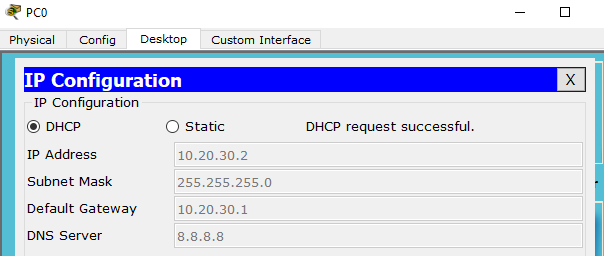 PC0
Physical Config Desktop Custom Interface
IP Configuration X
IP Configuration
DHCP Static DHCP request successful.
IP Address 10.20.30.2
Subnet Mask 255.255.255.0
Default Gateway 10.20.30.1
DNS Server 8.8.8.8